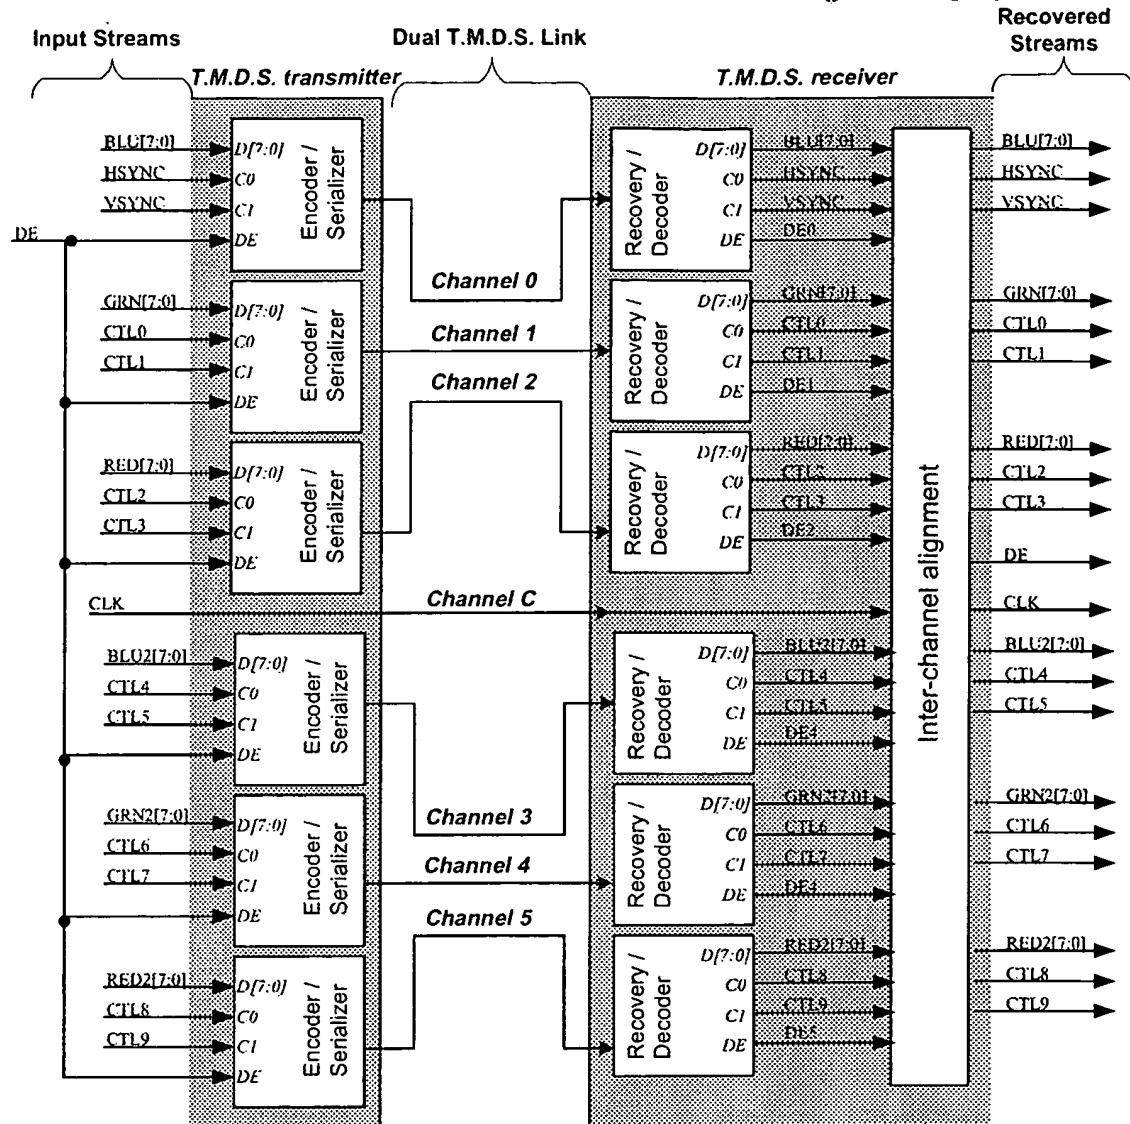 Input Streams
Dual T.M.D.S. Link
Recovered
Streams
T.M.D.S. transmitter
T.M.D.S. receiver
BLU[7:0]
HSYNC
VSYNC
DE
D[7:0]
C0
C1
DE
Encoder /
Serializer
Channel 0
Recovery /
Decoder
D[7:0]
C0
C1
DE
BLU[7:0]
HSYNC
VSYNC
DE0
BLU[7:0]
HSYNC
VSYNC
GRN[7:0]
CTL0
CTL1
D[7:0]
C0
C1
DE
Encoder /
Serializer
Channel 1
Recovery /
Decoder
D[7:0]
C0
C1
DE
GRN[7:0]
CTL0
CTL1
DE1
GRN[7:0]
CTL0
CTL1
RED[7:0]
CTL2
CTL3
D[7:0]
C0
C1
DE
Encoder /
Serializer
Channel 2
Recovery /
Decoder
D[7:0]
C0
C1
DE
RED[7:0]
CTL2
CTL3
DE2
RED[7:0]
CTL2
CTL3
DE
CLK
Channel C
CLK
Inter-channel alignment
BLU2[7:0]
CTL4
CTL5
D[7:0]
C0
C1
DE
Encoder /
Serializer
Channel 3
Recovery /
Decoder
D[7:0]
C0
C1
DE
BLU2[7:0]
CTL4
CTL5
DE4
BLU2[7:0]
CTL4
CTL5
GRN2[7:0]
CTL6
CTL7
D[7:0]
C0
C1
DE
Encoder /
Serializer
Channel 4
Recovery /
Decoder
D[7:0]
C0
C1
DE
GRN2[7:0]
CTL6
CTL7
DE4
GRN2[7:0]
CTL6
CTL7
RED2[7:0]
CTL8
CTL9
D[7:0]
C0
C1
DE
Encoder /
Serializer
Channel 5
Recovery /
Decoder
D[7:0]
C0
C1
DE
RED2[7:0]
CTL8
CTL9
DE5
RED2[7:0]
CTL8
CTL9